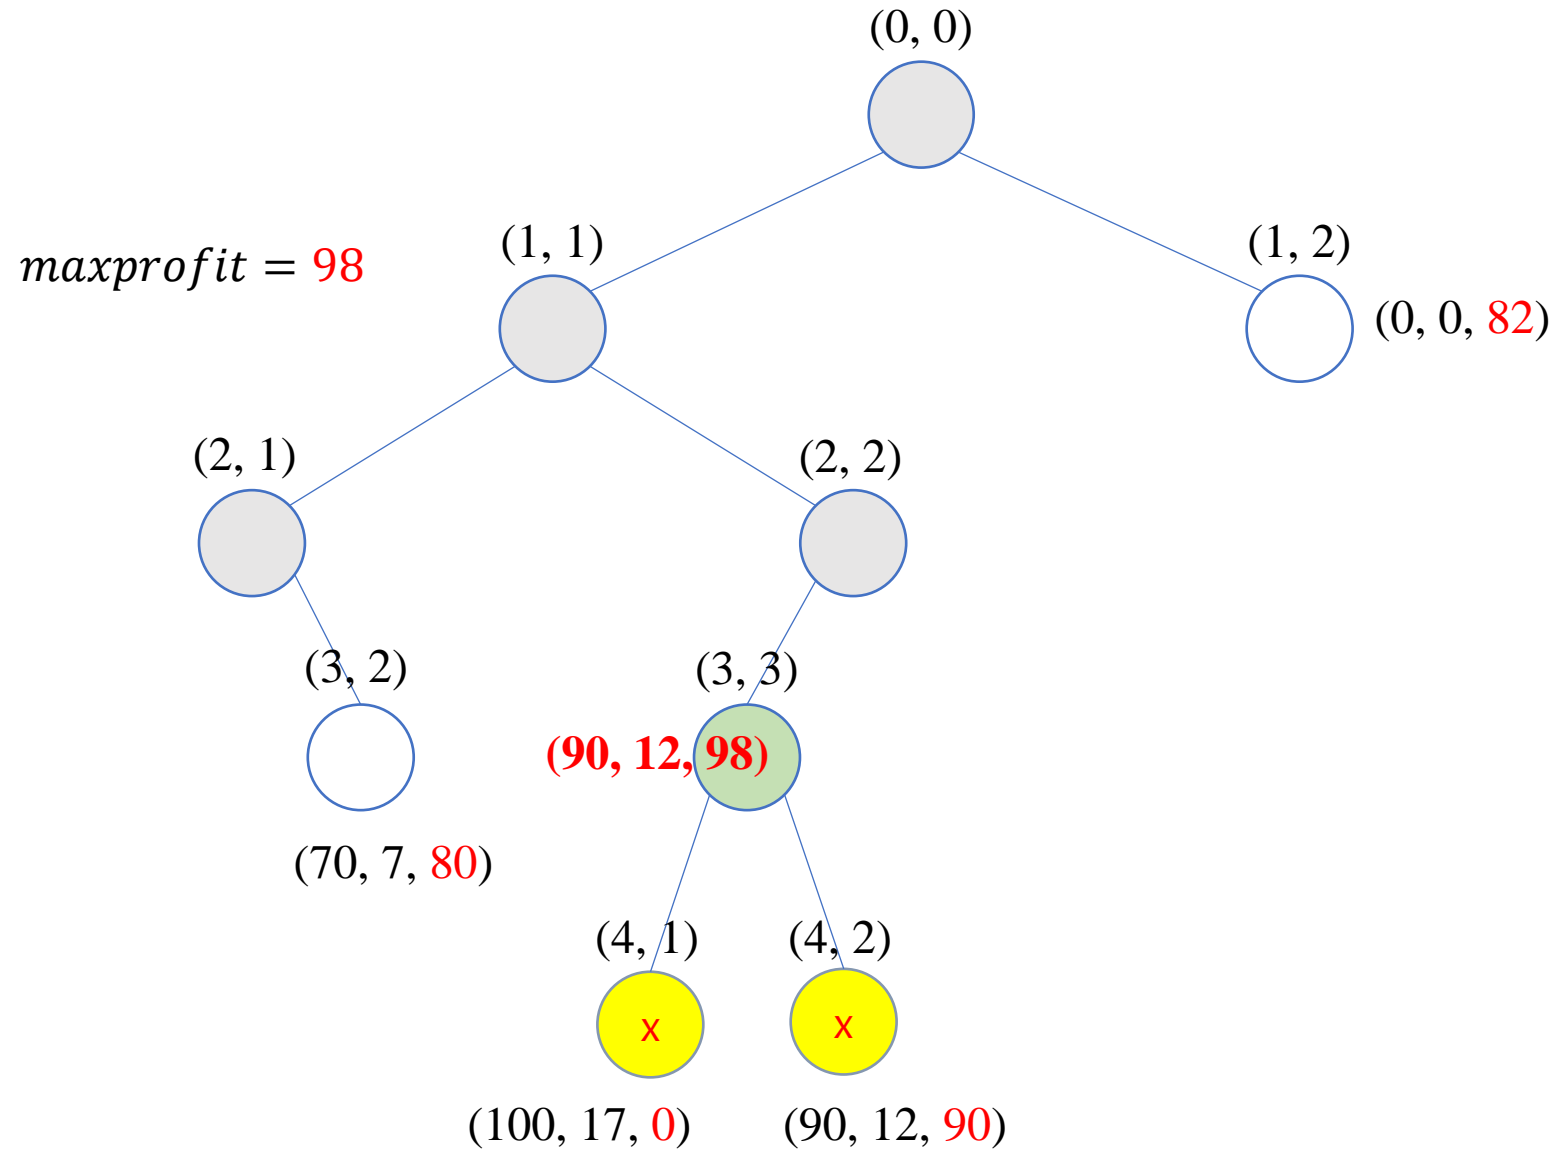 (0, 0)
maxprofit = 98
(1, 1)
(1, 2)
(0, 0, 82)
(2, 1)
(2, 2)
(3, 2)
(3, 3)
(90, 12, 98)
(70, 7, 80)
(4, 1)
(4, 2)
x
x
(100, 17, 0)
(90, 12, 90)